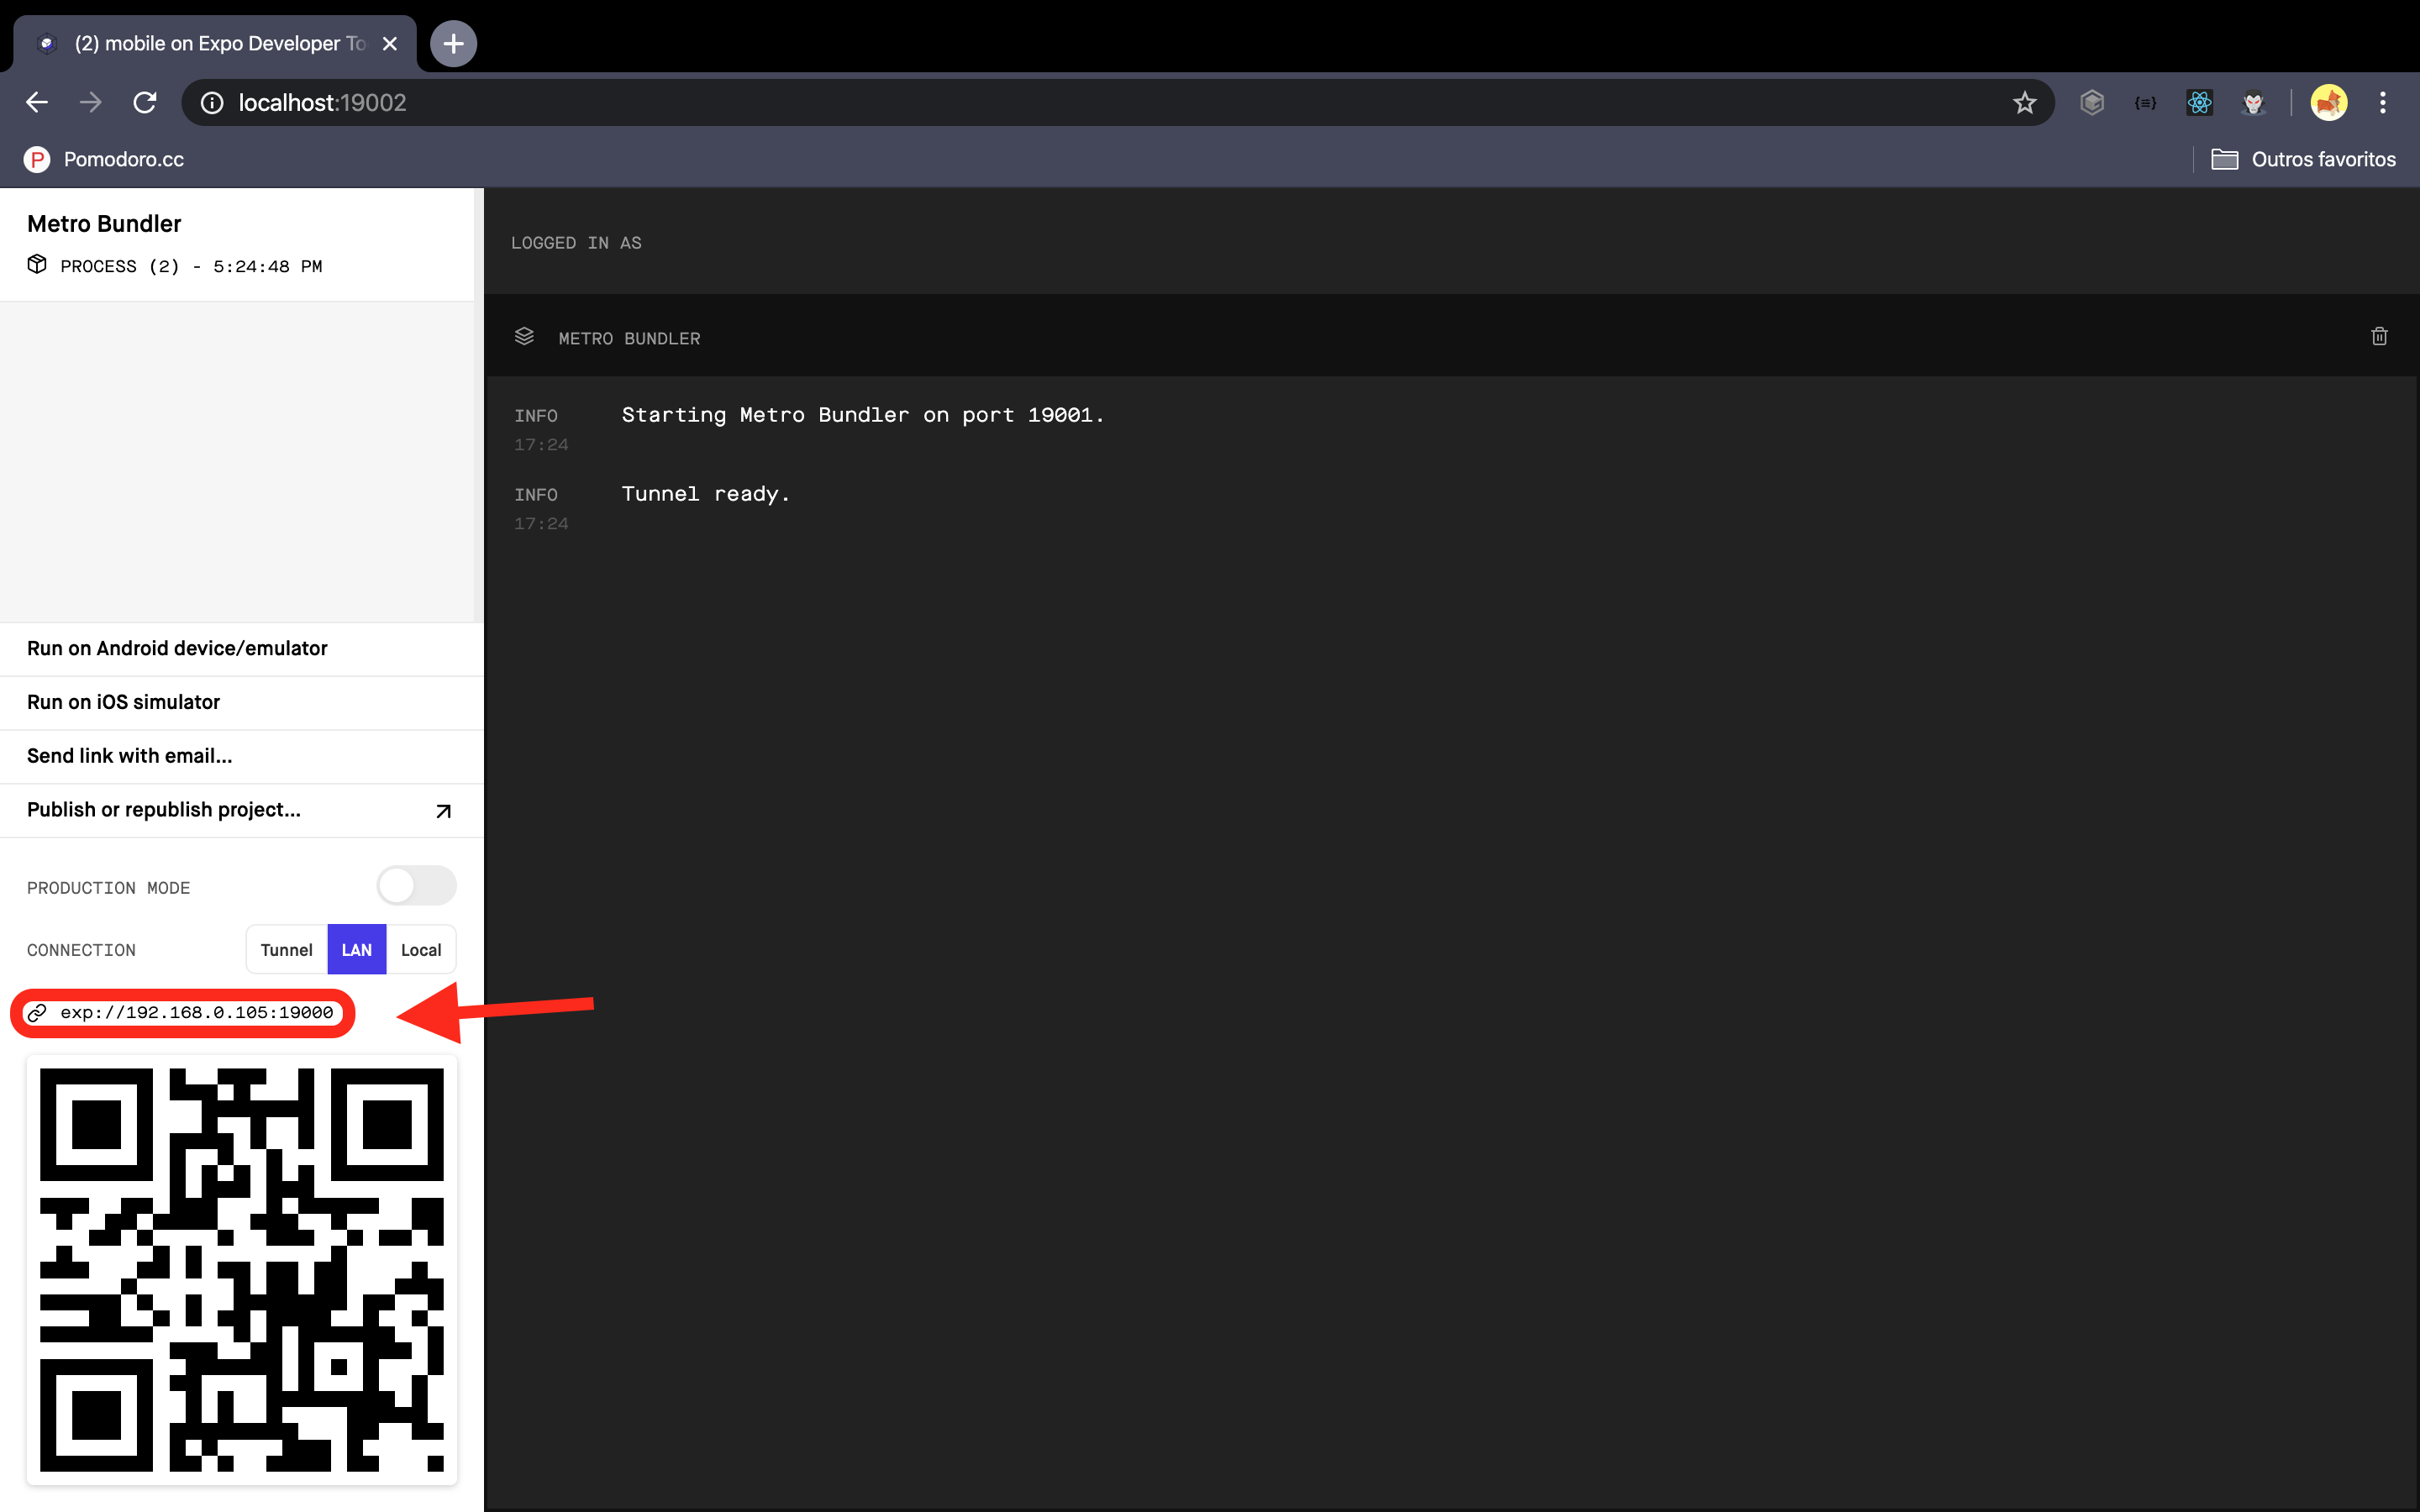 (2) mobile on Expo Developer To
localhost:19002
P Pomodoro.cc
Outros favoritos
Metro Bundler
PROCESS (2) - 5:24:48 PM
LOGGED IN AS
METRO BUNDLER
INFO Starting Metro Bundler on port 19001.
17:24
INFO Tunnel ready.
17:24
Run on Android device/emulator
Run on iOS simulator
Send link with email...
Publish or republish project...
PRODUCTION MODE
CONNECTION Tunnel LAN Local
exp://192.168.0.105:19000